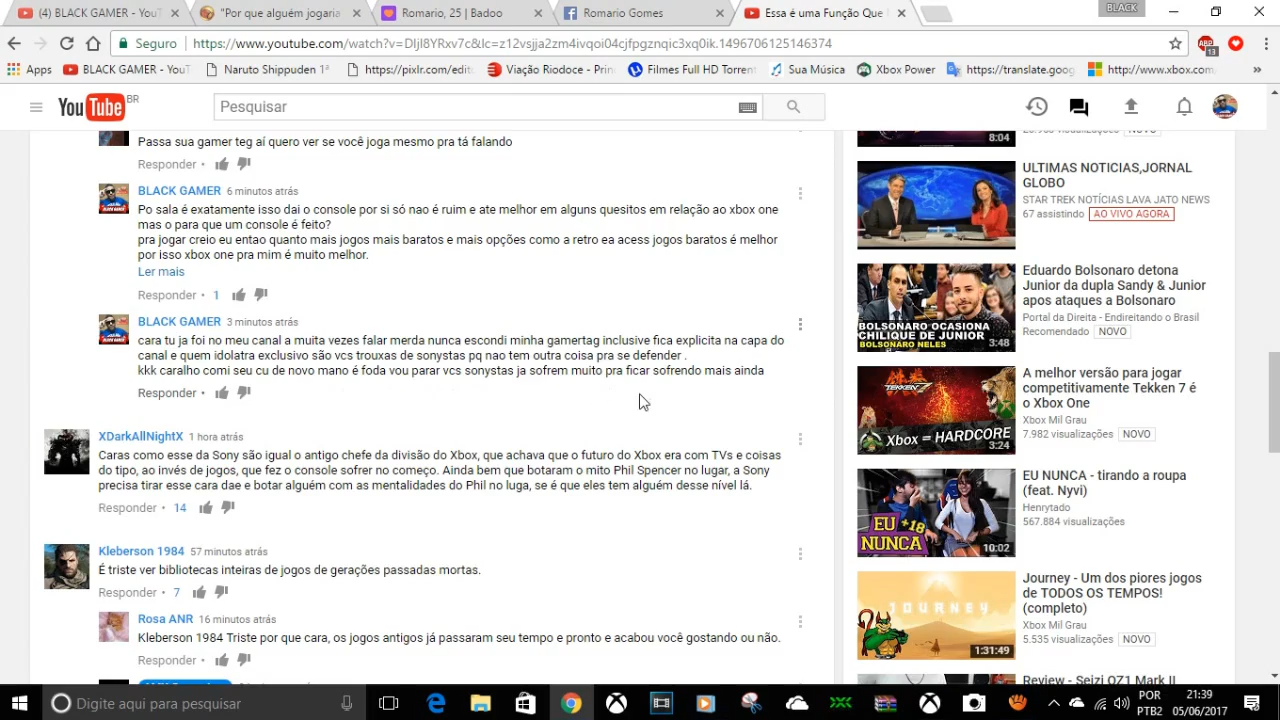 (4) BLACK GAMER - YouT
"Por que alguém jogaria
Romario, 25 | Badoo
Romario Gomes
Essa é uma Função Que
BLACK
Seguro
https://www.youtube.com/watch?v=DIjI8YRxv7c&lc=z12vsjja2zm4ivqoi04cjfpgznqic3xq0ik.1496706125146374
13
Apps
BLACK GAMER - YouT
Naruto Shippuden 1ª
https://pixlr.com/edit
Viação Riodoce - Prin
Filmes Full HD Torrent
Sua Música
Xbox Power
https://translate.goog
http://www.xbox.com
YouTube BR
Pesquisar
Passa sua gamer teg aí quero ver se você joga mesmo pra tá falando
Responder
BLACK GAMER 6 minutos atrás
Po sala é exatamente isso dai o console por si só nao é ruim e ate melhor em alguns quesitos em relação ao xbox one
mas o para que um console é feito?
pra jogar creio eu entao quanto mais jogos mais baratos e mais opções como a retro ea acess jogos baratos é melhor
por isso xbox one pra mim é muito melhor.
Ler mais
Responder 1
BLACK GAMER 3 minutos atrás
cara tu ja foi no meu canal a muita vezes falar merda nunca escondi minha gamertag inclusive fica explicita na capa do
canal e quem idolatra exclusivo são vcs trouxas de sonystas pq nao tem outra coisa pra se defender .
kkk caralho comi seu cu de novo mano é foda vou parar vcs sonystas ja sofrem muito pra ficar sofrendo mais ainda
Responder
XDarkAllNightX 1 hora atrás
Caras como esse da Sony são igual o antigo chefe da divisão do Xbox, que achava que o futuro do Xbox era com TVs e coisas
do tipo, ao invés de jogos, que fez o console sofrer no começo. Ainda bem que botaram o mito Phil Spencer no lugar, a Sony
precisa tirar esse cara dae e botar alguém com as mentalidades do Phil no luga, se é que eles tem alguém desse nível lá.
Responder 14
Kleberson 1984 57 minutos atrás
É triste ver bibliotecas inteiras de jogos de gerações passadas mortas.
Responder 7
Rosa ANR 16 minutos atrás
Kleberson 1984 Triste por que cara, os jogos antigos já passaram seu tempo e pronto e acabou você gostando ou não.
Responder
8:04
NOVO
ULTIMAS NOTICIAS,JORNAL
GLOBO
STAR TREK NOTÍCIAS LAVA JATO NEWS
67 assistindo AO VIVO AGORA
BOLSONARO OCASIONA
CHILIQUE DE JUNIOR
BOLSONARO NELES
3:48
Eduardo Bolsonaro detona
Junior da dupla Sandy & Junior
apos ataques a Bolsonaro
Portal da Direita - Endireitando o Brasil
Recomendado NOVO
TEKKEN 7
Xbox = HARDCORE
3:24
A melhor versão para jogar
competitivamente Tekken 7 é
o Xbox One
Xbox Mil Grau
7.982 visualizações NOVO
EU +18
NUNCA
10:02
EU NUNCA - tirando a roupa
(feat. Nyvi)
Henrytado
567.884 visualizações
JOURNEY
1:31:49
Journey - Um dos piores jogos
de TODOS OS TEMPOS!
(completo)
Xbox Mil Grau
5.535 visualizações NOVO
Review - Seizi OZ1 Mark II
Digite aqui para pesquisar
POR
PTB2
21:39
05/06/2017